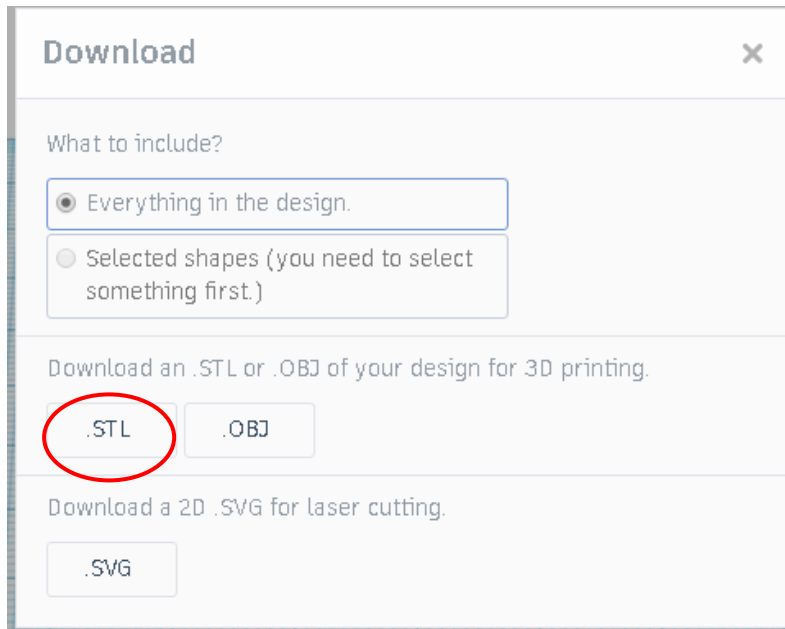 Download
What to include?
Everything in the design.
Selected shapes (you need to select
something first.)
Download an .STL or .OBJ of your design for 3D printing.
.STL .OBJ
Download a 2D .SVG for laser cutting.
.SVG